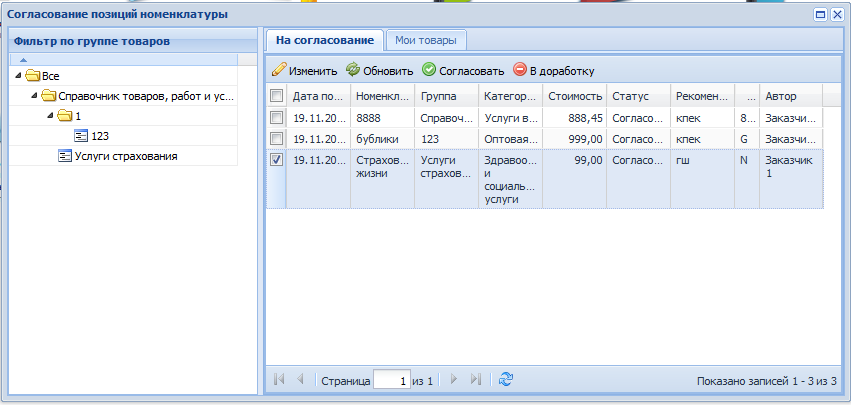 Согласование позиций номенклатуры
Фильтр по группе товаров
Все
Справочник товаров, работ и ус...
1
123
Услуги страхования
На согласование Мои товары
Изменить Обновить Согласовать В доработку
Дата по... Номенкл... Группа Категор... Стоимость Статус Рекомен... ... Автор
19.11.20... 8888 Справоч... Услуги в... 888,45 Согласо... кпек 8... Заказчи...
19.11.20... бублики 123 Оптовая... 999,00 Согласо... кпек G Заказчи...
19.11.20... Страхов... Услуги Здравоо... 99,00 Согласо... гш N Заказчик
жизни страхов... и 1
социаль...
услуги
Страница 1 из 1 Показано записей 1 - 3 из 3